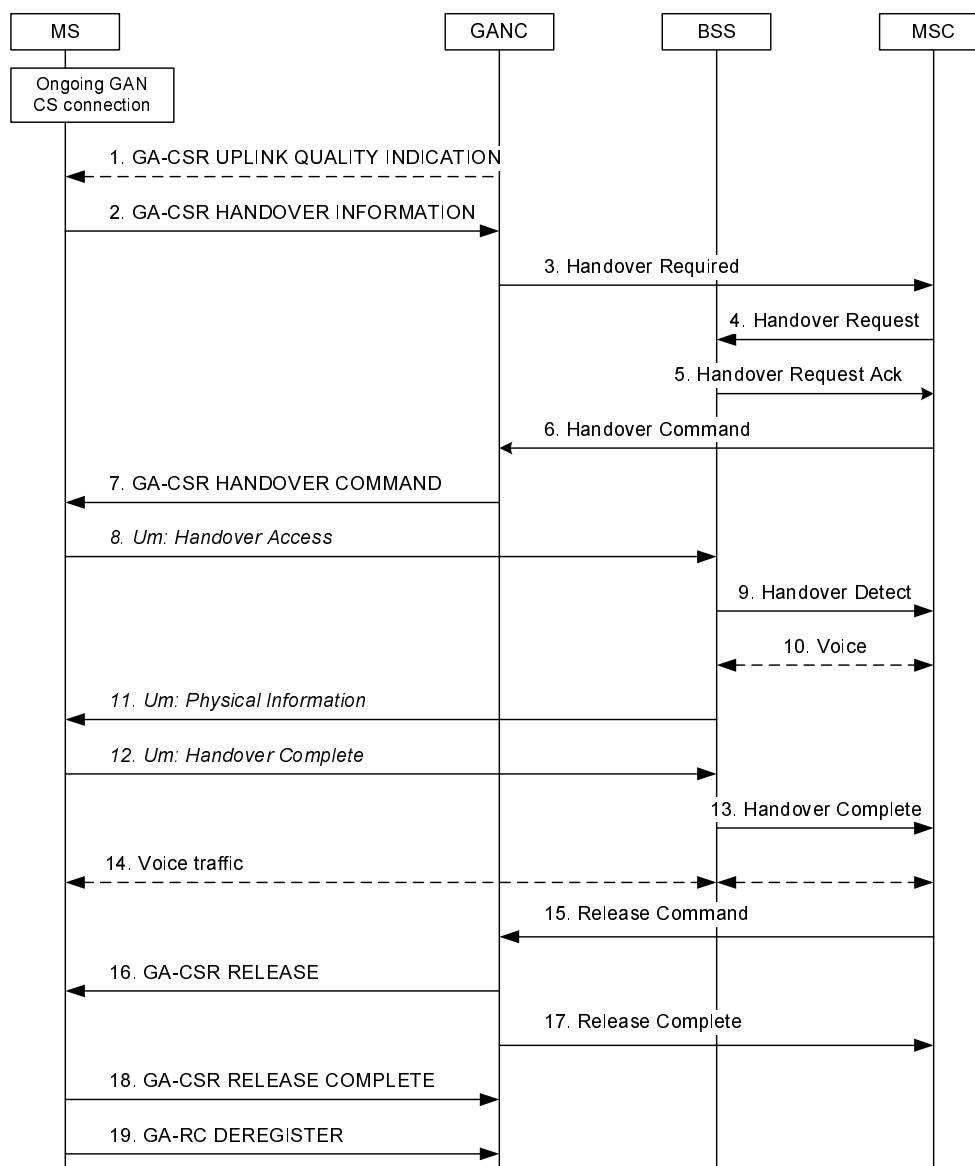 MS
GANC
BSS
MSC
Ongoing GAN
CS connection
1. GA-CSR UPLINK QUALITY INDICATION
2. GA-CSR HANDOVER INFORMATION
3. Handover Required
4. Handover Request
5. Handover Request Ack
6. Handover Command
7. GA-CSR HANDOVER COMMAND
8. Um: Handover Access
9. Handover Detect
10. Voice
11. Um: Physical Information
12. Um: Handover Complete
13. Handover Complete
14. Voice traffic
15. Release Command
16. GA-CSR RELEASE
17. Release Complete
18. GA-CSR RELEASE COMPLETE
19. GA-RC DEREGISTER